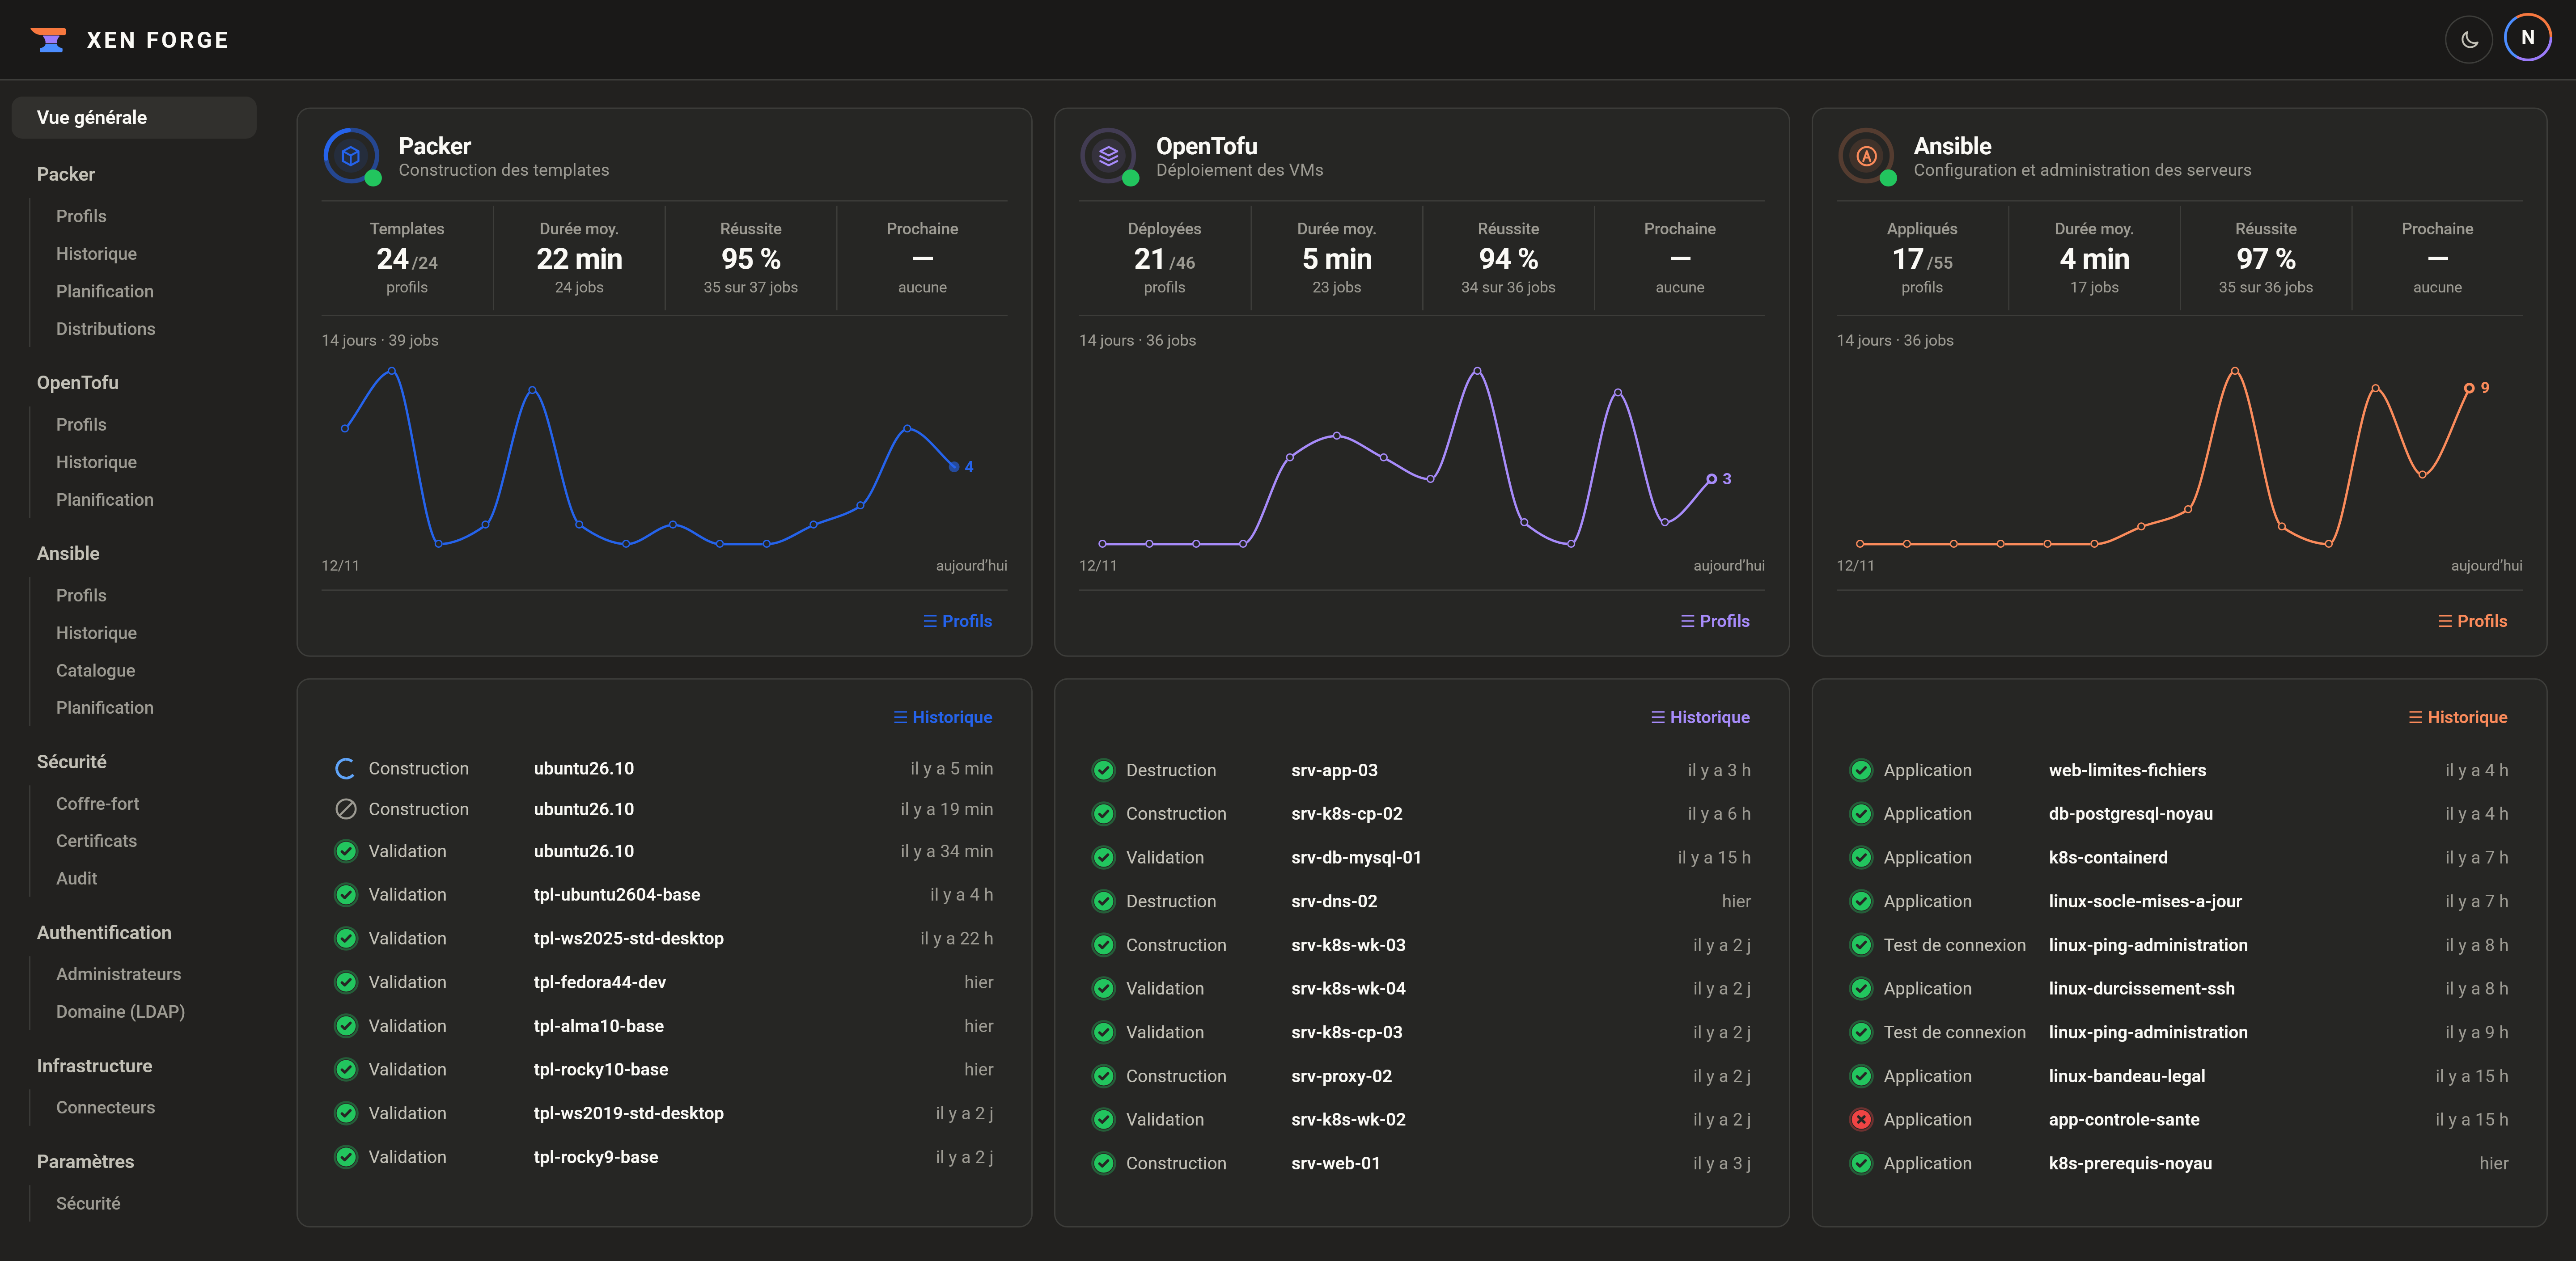 XEN FORGE
N
Vue générale
Packer
Profils
Historique
Planification
Distributions
OpenTofu
Profils
Historique
Planification
Ansible
Profils
Historique
Catalogue
Planification
Sécurité
Coffre-fort
Certificats
Audit
Authentification
Administrateurs
Domaine (LDAP)
Infrastructure
Connecteurs
Paramètres
Sécurité
Packer
Construction des templates
Templates Durée moy. Réussite Prochaine
24 /24 22 min 95 % —
profils 24 jobs 35 sur 37 jobs aucune
14 jours · 39 jobs
4
12/11 aujourd’hui
Profils
OpenTofu
Déploiement des VMs
Déployées Durée moy. Réussite Prochaine
21 /46 5 min 94 % —
profils 23 jobs 34 sur 36 jobs aucune
14 jours · 36 jobs
3
12/11 aujourd’hui
Profils
A
Ansible
Configuration et administration des serveurs
Appliqués Durée moy. Réussite Prochaine
17 /55 4 min 97 % —
profils 17 jobs 35 sur 36 jobs aucune
14 jours · 36 jobs
9
12/11 aujourd’hui
Profils
Historique
Construction ubuntu26.10 il y a 5 min
Construction ubuntu26.10 il y a 19 min
Validation ubuntu26.10 il y a 34 min
Validation tpl-ubuntu2604-base il y a 4 h
Validation tpl-ws2025-std-desktop il y a 22 h
Validation tpl-fedora44-dev hier
Validation tpl-alma10-base hier
Validation tpl-rocky10-base hier
Validation tpl-ws2019-std-desktop il y a 2 j
Validation tpl-rocky9-base il y a 2 j
Historique
Destruction srv-app-03 il y a 3 h
Construction srv-k8s-cp-02 il y a 6 h
Validation srv-db-mysql-01 il y a 15 h
Destruction srv-dns-02 hier
Construction srv-k8s-wk-03 il y a 2 j
Validation srv-k8s-wk-04 il y a 2 j
Validation srv-k8s-cp-03 il y a 2 j
Construction srv-proxy-02 il y a 2 j
Validation srv-k8s-wk-02 il y a 2 j
Construction srv-web-01 il y a 3 j
Historique
Application web-limites-fichiers il y a 4 h
Application db-postgresql-noyau il y a 4 h
Application k8s-containerd il y a 7 h
Application linux-socle-mises-a-jour il y a 7 h
Test de connexion linux-ping-administration il y a 8 h
Application linux-durcissement-ssh il y a 8 h
Test de connexion linux-ping-administration il y a 9 h
Application linux-bandeau-legal il y a 15 h
Application app-controle-sante il y a 15 h
Application k8s-prerequis-noyau hier